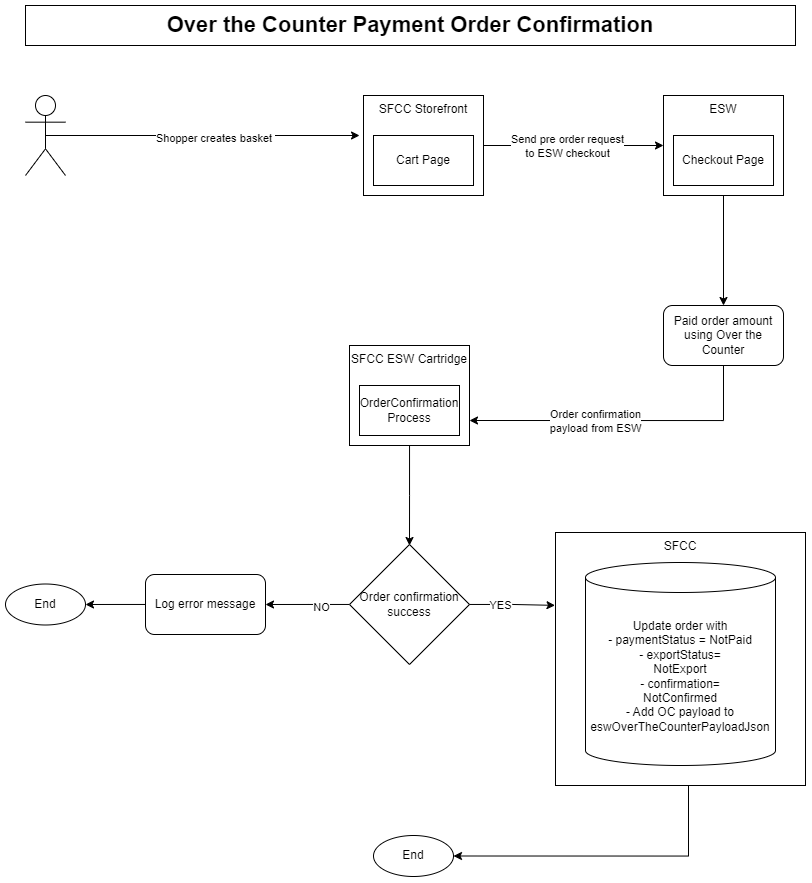 Over the Counter Payment Order Confirmation
SFCC Storefront
ESW
Shopper creates basket
Cart Page
Send pre order request
to ESW checkout
Checkout Page
Paid order amount
using Over the
Counter
SFCC ESW Cartridge
OrderConfirmation
Process
Order confirmation
payload from ESW
SFCC
End
Log error message
NO
Order confirmation
success
YES
Update order with
- paymentStatus = NotPaid
- exportStatus=
NotExport
- confirmation=
NotConfirmed
- Add OC payload to
eswOverTheCounterPayloadJson
End